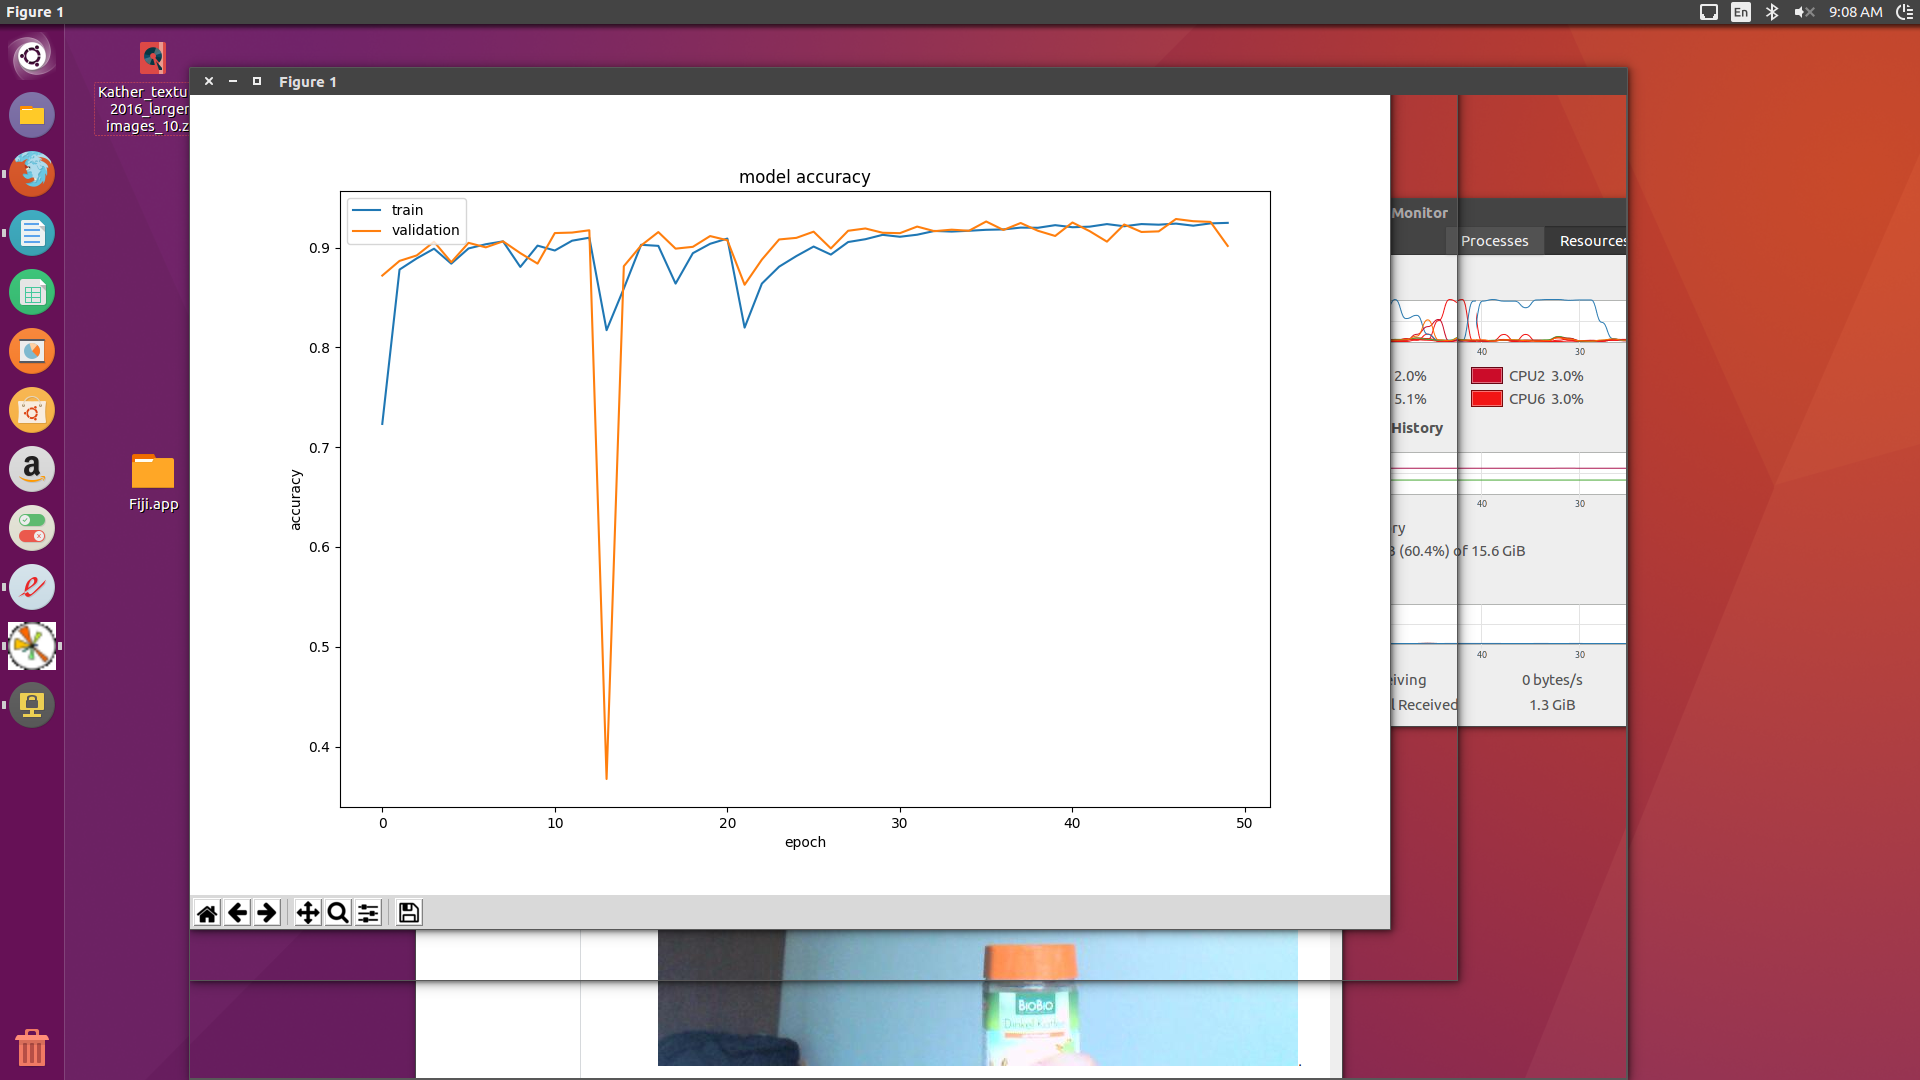 Figure 1
En
9:08 AM
Kather_textu
2016_larger
images_10.z
Figure 1
model accuracy
train
validation
0.9
0.8
0.7
0.6
0.5
0.4
accuracy
0
10
20
30
40
50
epoch
Monitor
Processes
Resources
40
30
2.0%
CPU2 3.0%
5.1%
CPU6 3.0%
History
40
30
ry
(60.4%) of 15.6 GiB
40
30
eiving
0 bytes/s
l Received
1.3 GiB
Fiji.app
a
BIOBIO
Dinkel Kaffee